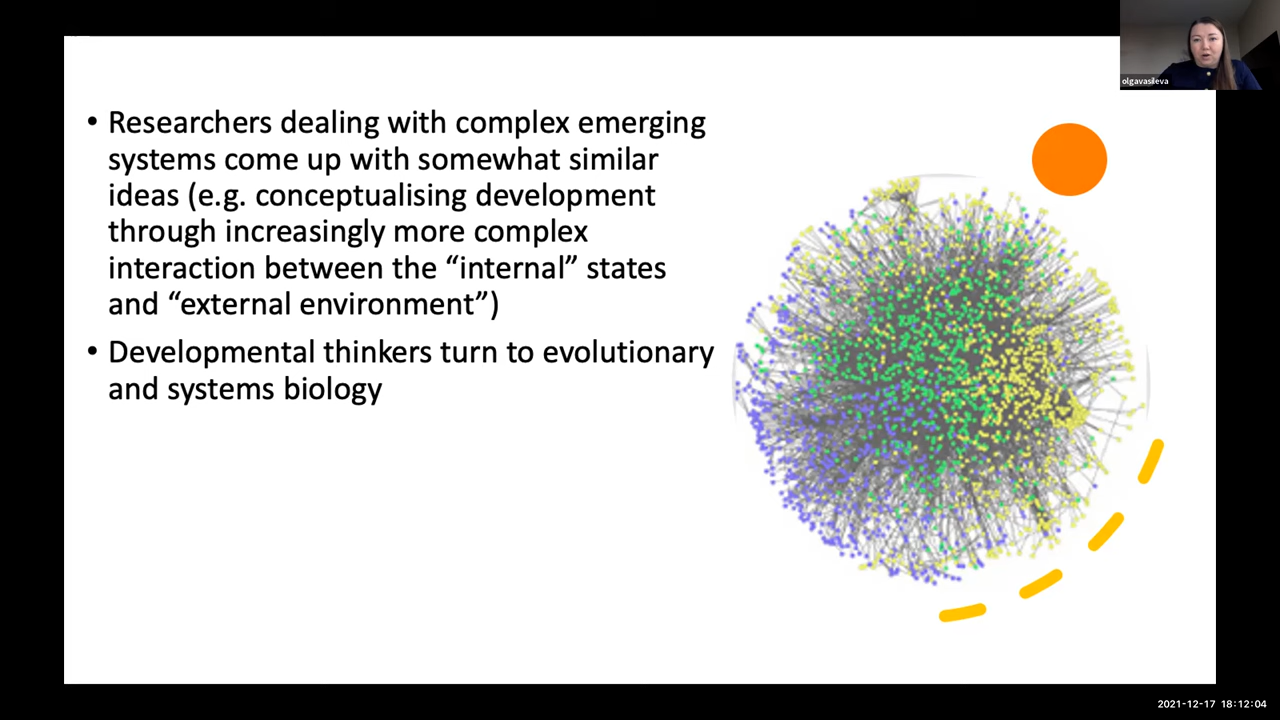 olgavasileva
• Researchers dealing with complex emerging
systems come up with somewhat similar
ideas (e.g. conceptualising development
through increasingly more complex
interaction between the “internal” states
and “external environment”)
• Developmental thinkers turn to evolutionary
and systems biology
2021-12-17 18:12:04